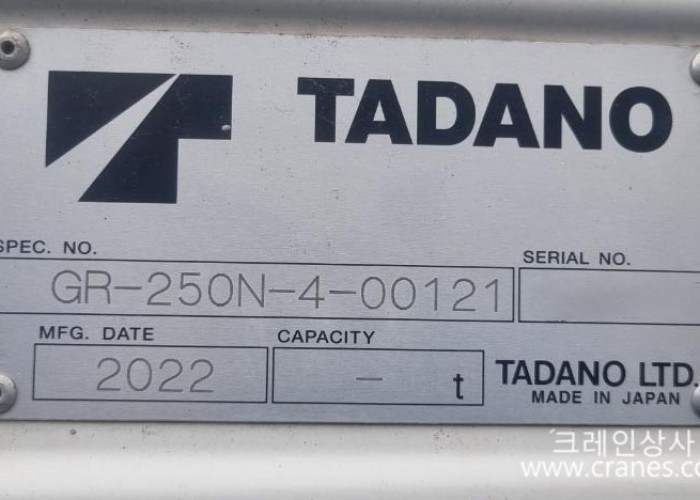 TADANO
SPEC. NO.
SERIAL NO.
GR-250N-4-00121
MFG. DATE
CAPACITY
2022
- t
TADANO LTD.
MADE IN JAPAN
크레인상사
www.cranes.co